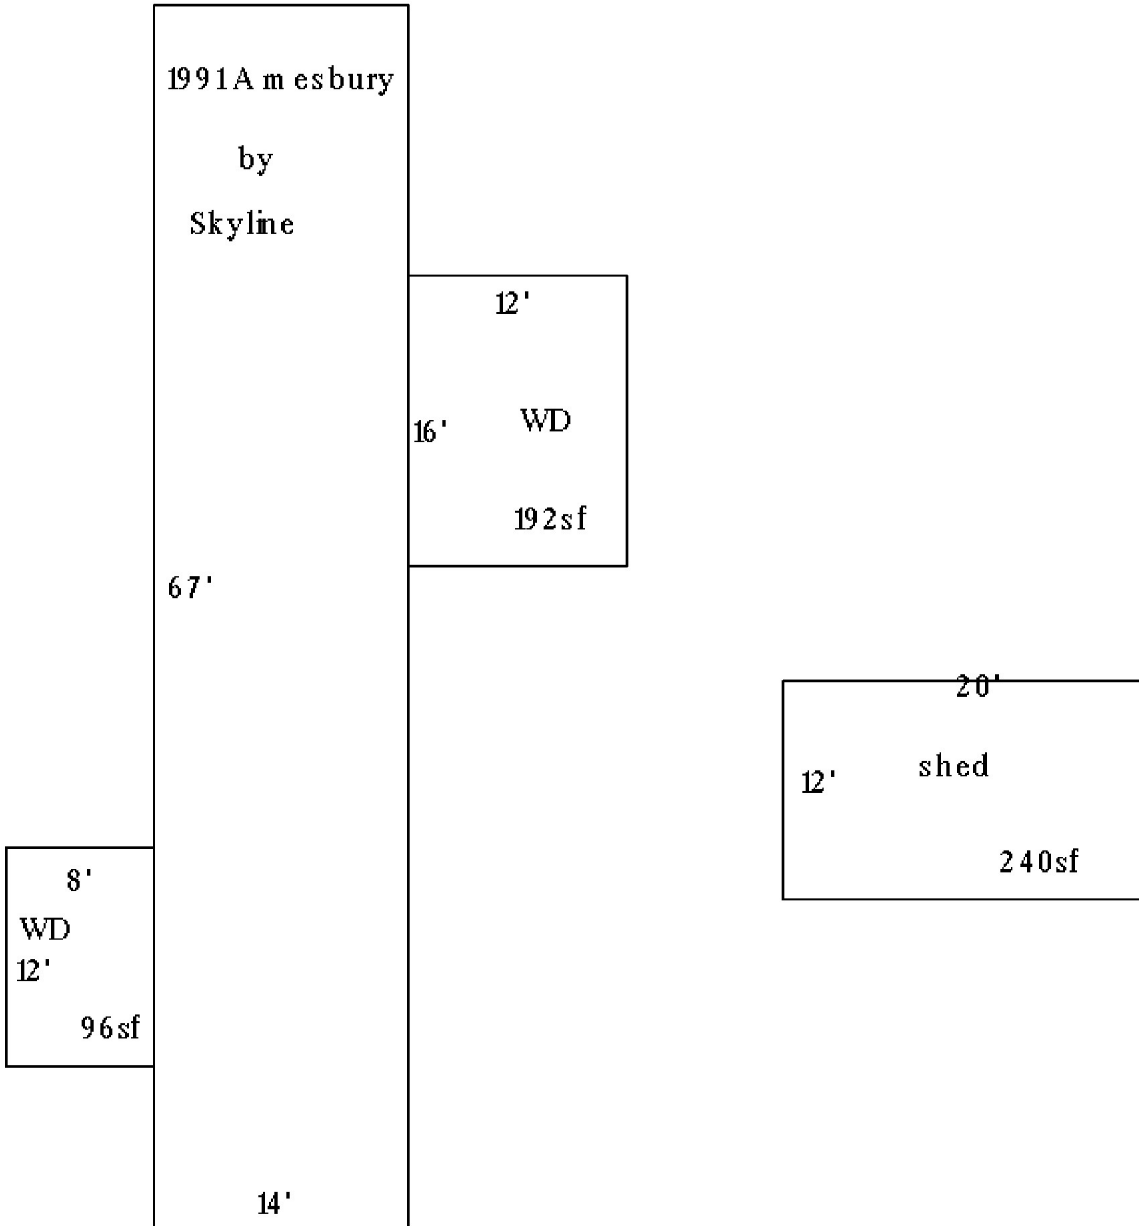 1991 Amesbury
by
Skyline
12'
16'
WD
192sf
67'
20'
12'
shed
240sf
8'
WD
12'
96sf
14'